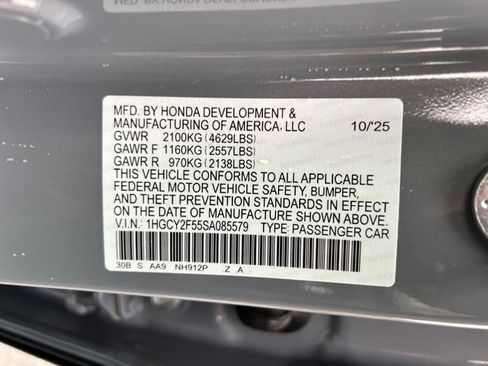 MFD. BY HONDA DEVELOPMENT &
MANUFACTURING OF AMERICA, LLC 10/'25
GVWR 2100KG (4629LBS)
GAWR F 1160KG (2557LBS)
GAWR R 970KG (2138LBS)
THIS VEHICLE CONFORMS TO ALL APPLICABLE
FEDERAL MOTOR VEHICLE SAFETY, BUMPER,
AND THEFT PREVENTION STANDARDS IN EFFECT
ON THE DATE OF MANUFACTURE SHOWN ABOVE.
V.I.N.: 1HGCY2F55SA085579 TYPE: PASSENGER CAR
30B S AA9 NH912P .Z .A